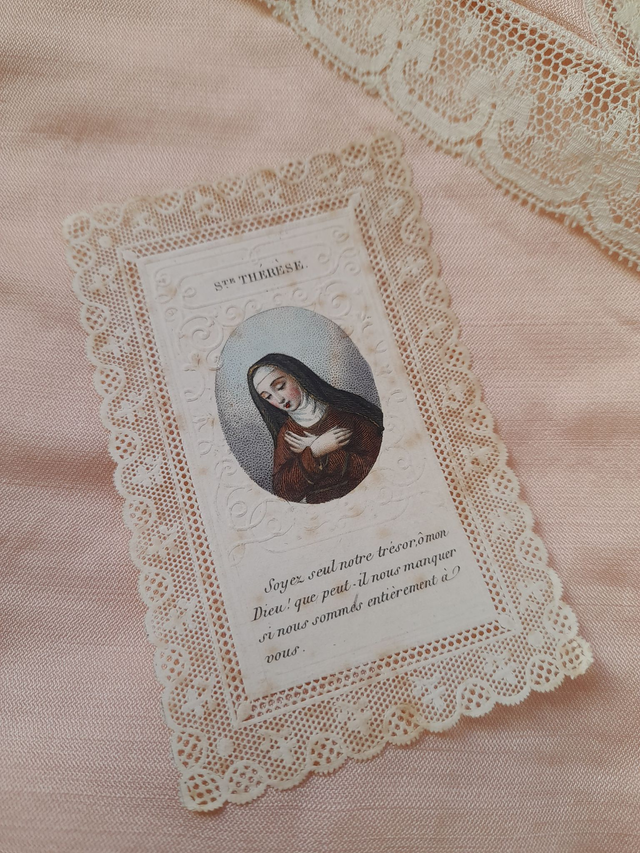 STE THÉRÈSE.
Soyez seul notre trésor, ô mon
Dieu! que peut-il nous manquer
si nous sommes entièrement à
vous.